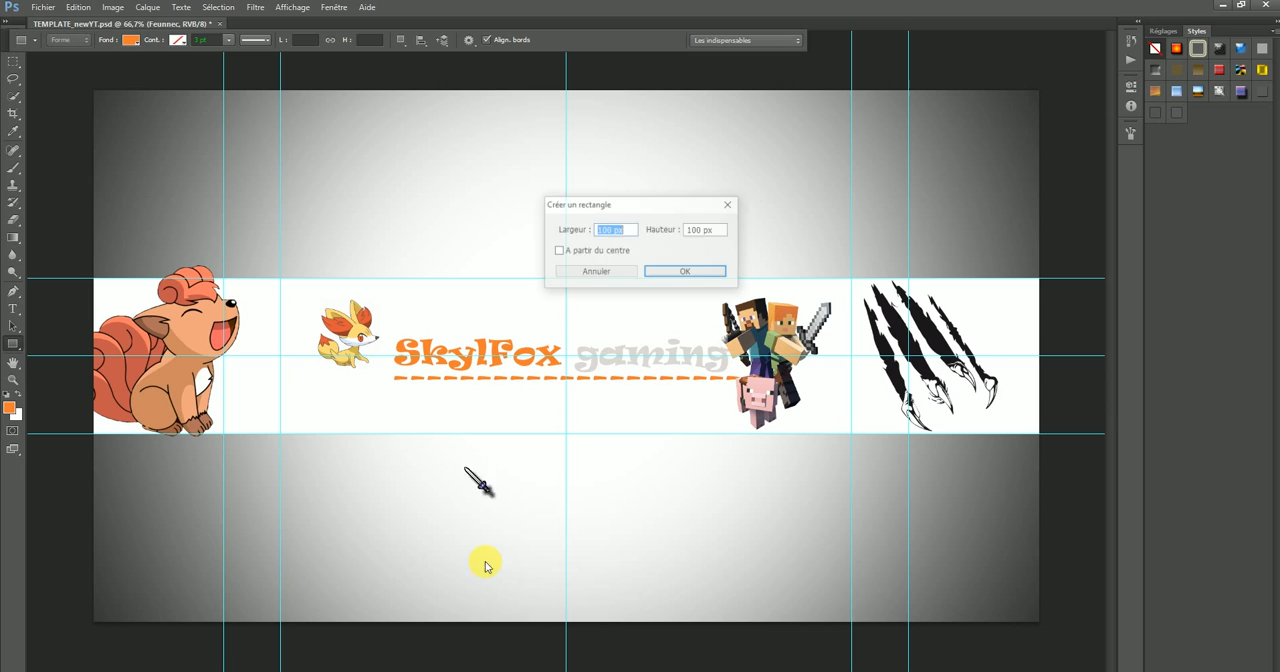 Ps Fichier Edition Image Calque Texte Sélection Filtre Affichage Fenêtre Aide
TEMPLATE_newYT.psd @ 66,7% (Feunnec, RVB/8) * ×
Forme Fond : Cont. : 3 pt L : H : Align. bords Les indispensables
Réglages Styles
Créer un rectangle
Largeur : 100 px Hauteur : 100 px
A partir du centre
Annuler OK
SkylFox gaming